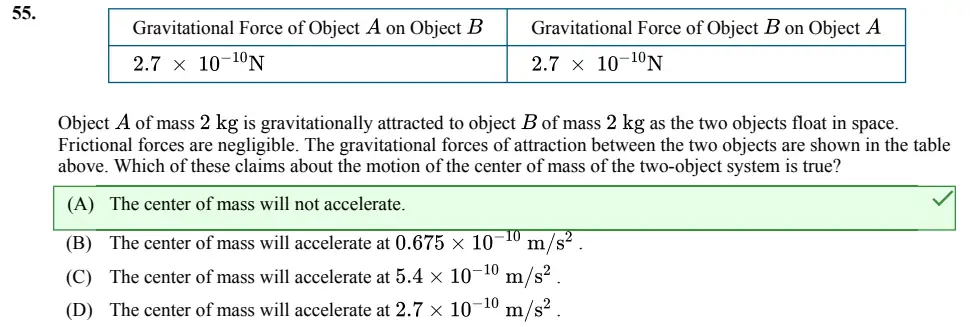 55.
Gravitational Force of Object A on Object B Gravitational Force of Object B on Object A
2.7 × 10⁻¹⁰N 2.7 × 10⁻¹⁰N
Object A of mass 2 kg is gravitationally attracted to object B of mass 2 kg as the two objects float in space.
Frictional forces are negligible. The gravitational forces of attraction between the two objects are shown in the table
above. Which of these claims about the motion of the center of mass of the two-object system is true?
(A) The center of mass will not accelerate.
(B) The center of mass will accelerate at 0.675 × 10⁻¹⁰ m/s² .
(C) The center of mass will accelerate at 5.4 × 10⁻¹⁰ m/s² .
(D) The center of mass will accelerate at 2.7 × 10⁻¹⁰ m/s² .